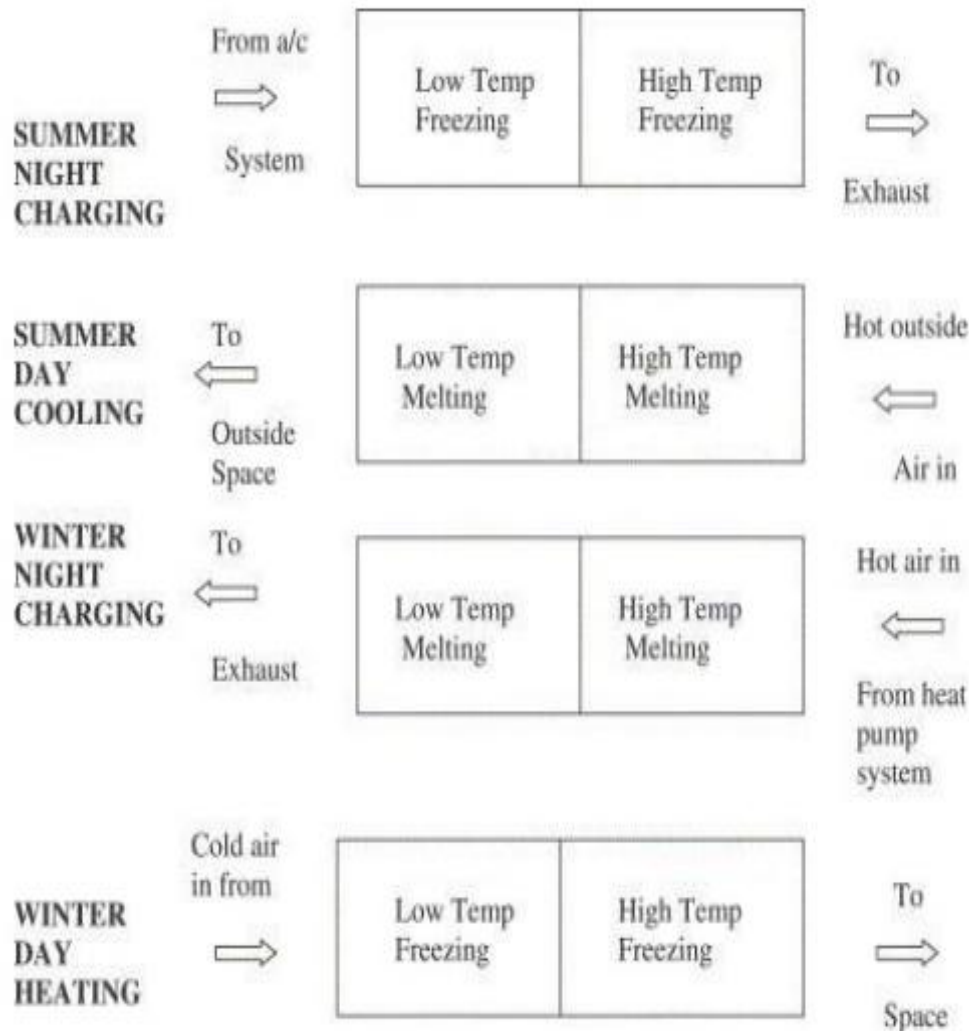 From a/c
System
SUMMER
NIGHT
CHARGING
Low Temp
Freezing
High Temp
Freezing
To
Exhaust
SUMMER
DAY
COOLING
To
Outside
Space
Low Temp
Melting
High Temp
Melting
Hot outside
Air in
WINTER
NIGHT
CHARGING
To
Exhaust
Low Temp
Melting
High Temp
Melting
Hot air in
From heat
pump
system
WINTER
DAY
HEATING
Cold air
in from
Low Temp
Freezing
High Temp
Freezing
To
Space